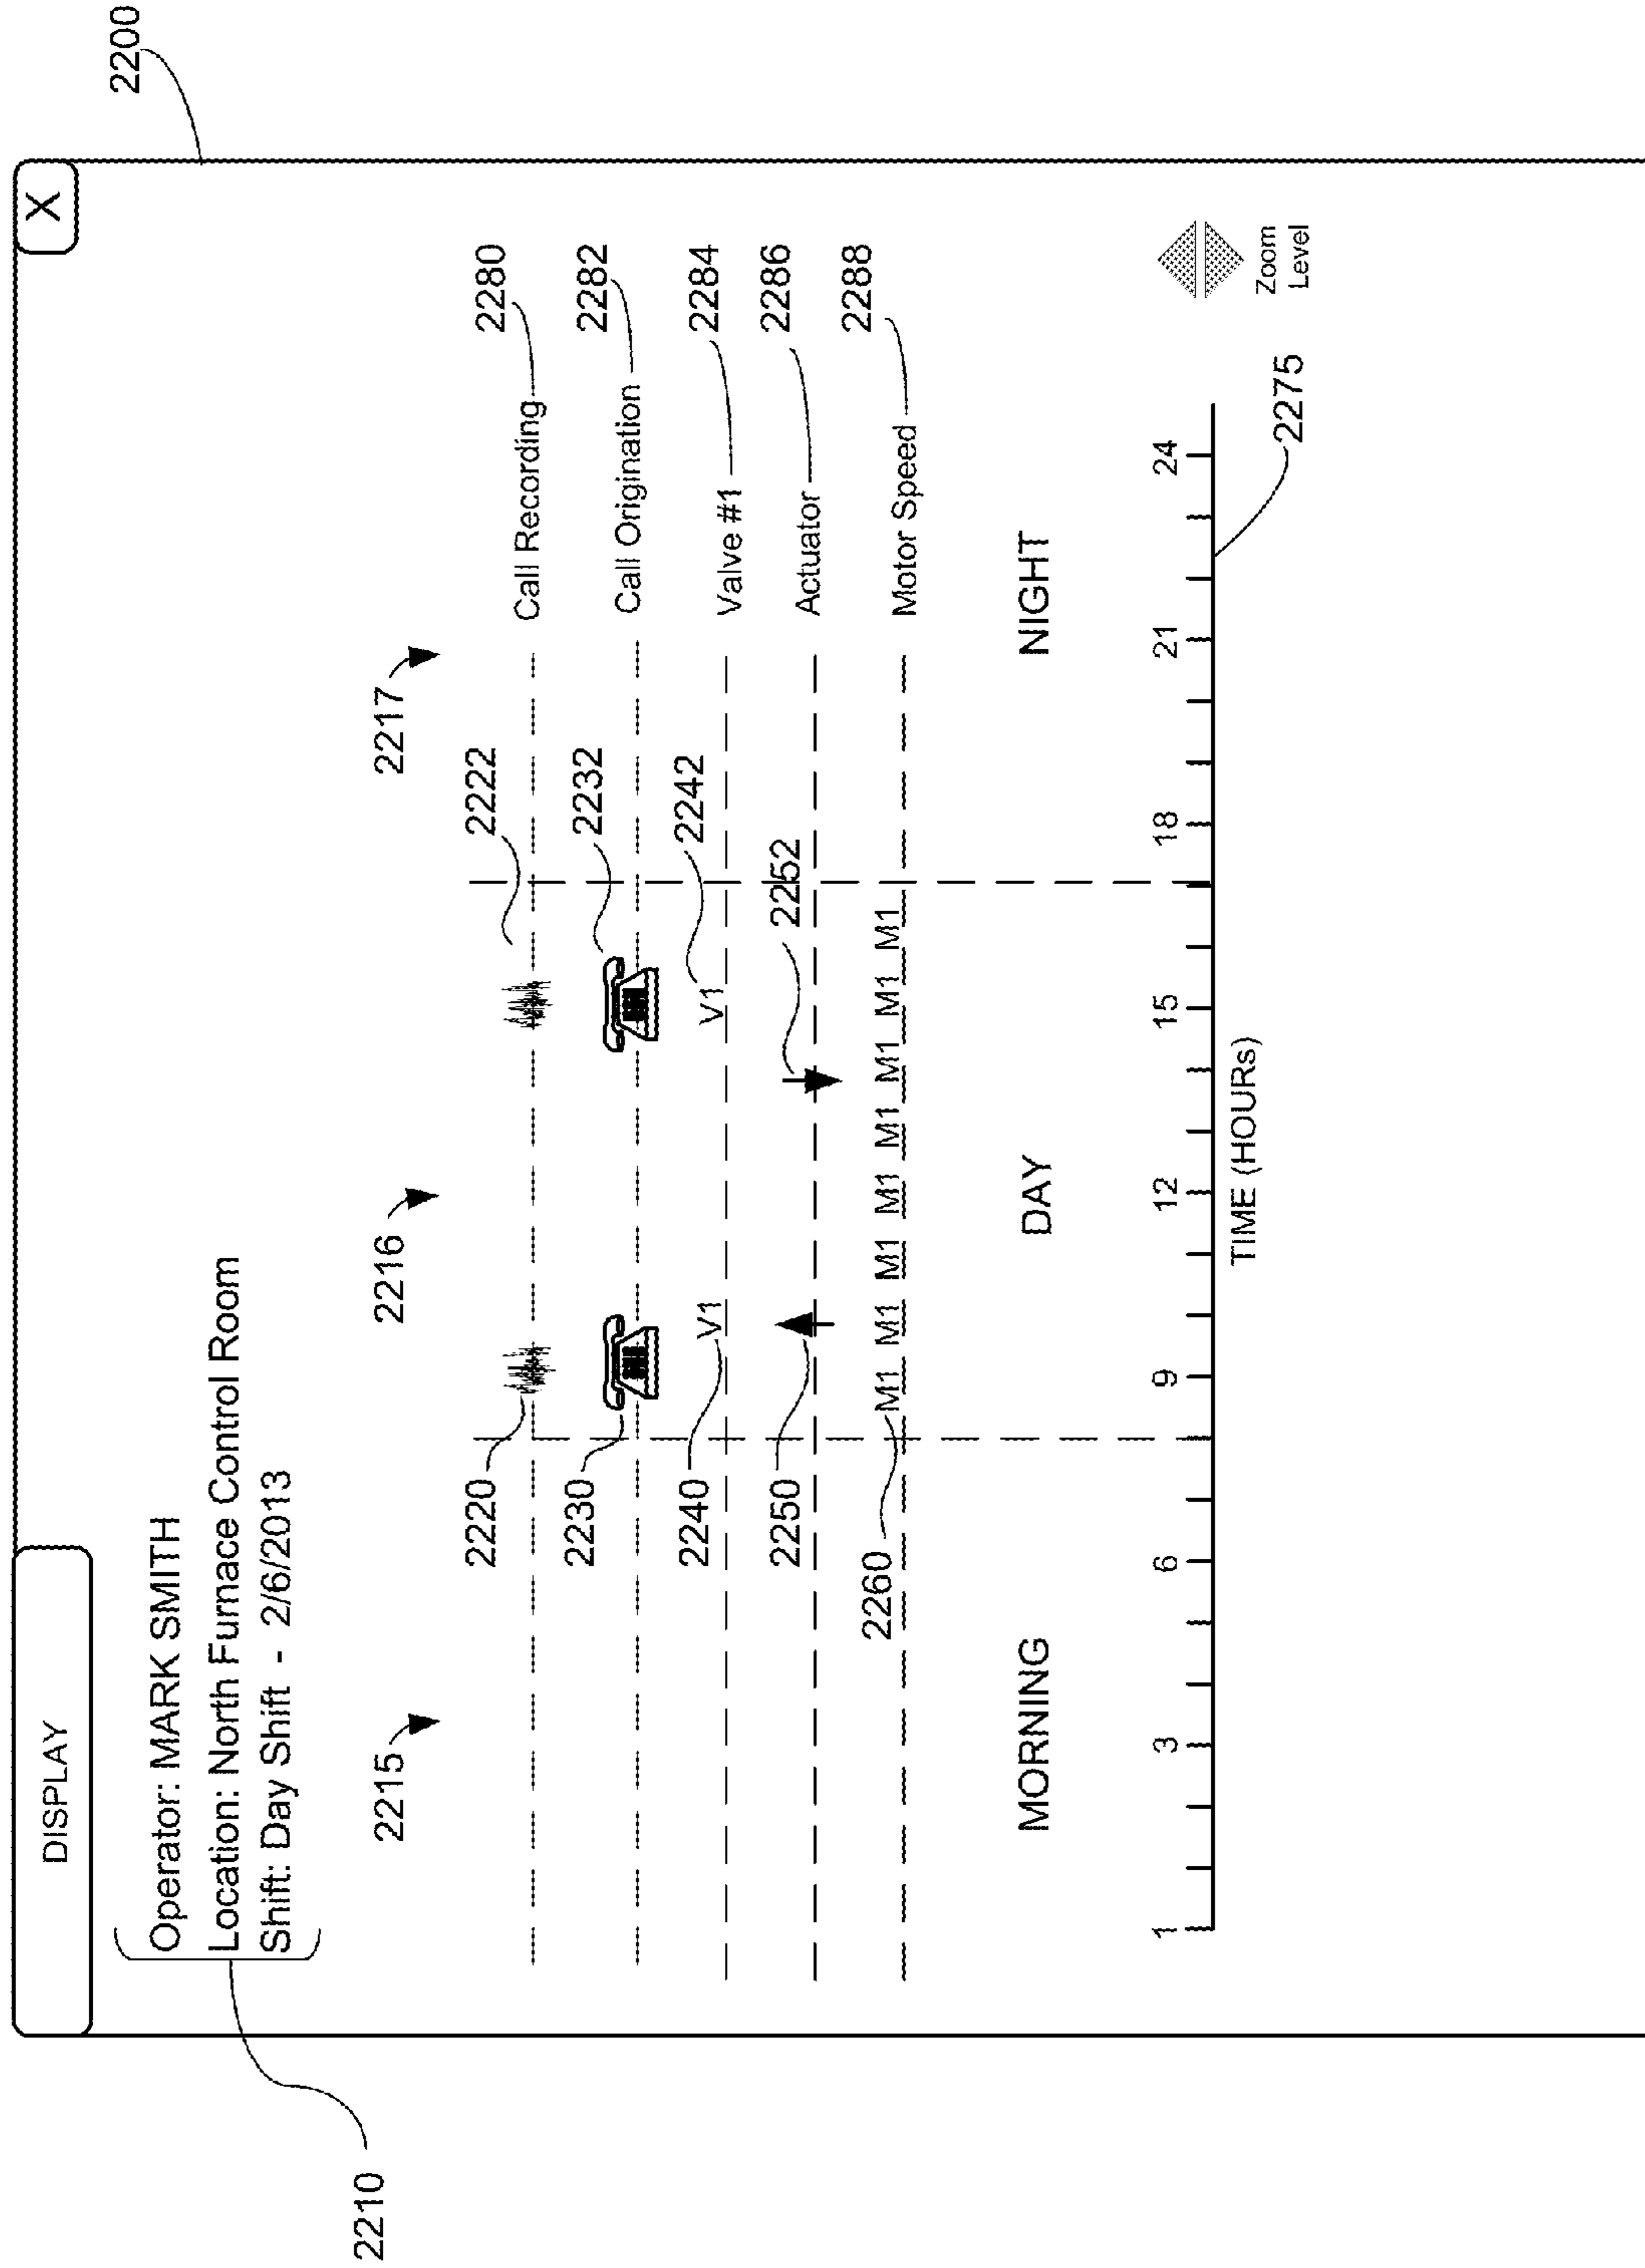 DISPLAY
X
2200
Operator: MARK SMITH
Location: North Furnace Control Room
Shift: Day Shift - 2/6/2013
2210
2215
2216
2217
2220
2222
2280
Call Recording
2230
2232
2282
Call Origination
2240
V1
V1
2242
2284
Valve #1
2250
2252
2286
Actuator
2260
M1 M1 M1 M1 M1 M1 M1 M1
2288
Motor Speed
MORNING
DAY
NIGHT
1 3 6 9 12 15 18 21 24
TIME (HOURs)
2275
Zoom
Level